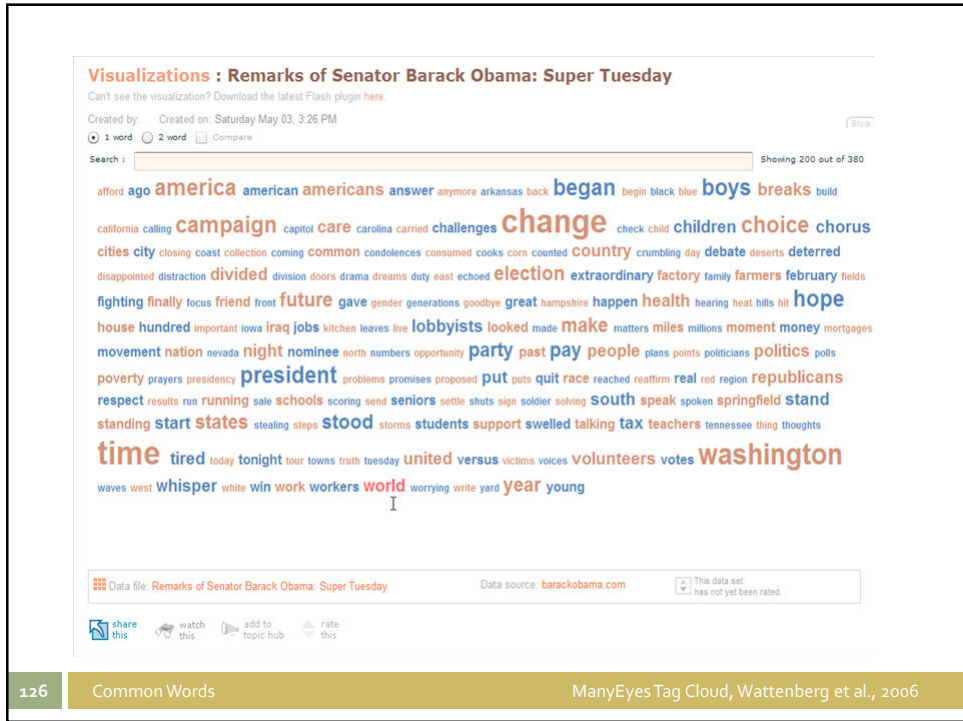 Visualizations : Remarks of Senator Barack Obama: Super Tuesday
Can't see the visualization? Download the latest Flash plugin here.
Created by: Created on: Saturday May 03, 3:26 PM
1 word 2 word Compare
Search : Showing 200 out of 380
afford ago america american americans answer anymore arkansas back began begin black blue boys breaks build
california calling campaign capitol care carolina carried challenges change check child children choice chorus
cities city closing coast collection coming common condolences consumed cooks corn counted country crumbling day debate deserts deterred
disappointed distraction divided division doors drama dreams duty east echoed election extraordinary factory family farmers february fields
fighting finally focus friend front future gave gender generations goodbye great hampshire happen health hearing heat hills hit hope
house hundred important iowa iraq jobs kitchen leaves live lobbyists looked made make matters miles millions moment money mortgages
movement nation nevada night nominee north numbers opportunity party past pay people plans points politicians politics polls
poverty prayers presidency president problems promises proposed put puts quit race reached reaffirm real red region republicans
respect results run running sale schools scoring send seniors settle shuts sign soldier solving south speak spoken springfield stand
standing start states stealing steps stood storms students support swelled talking tax teachers tennessee thing thoughts
time tired today tonight tour towns truth tuesday united versus victims voices volunteers votes washington
waves west whisper white win work workers world worrying write yard year young
Data file: Remarks of Senator Barack Obama: Super Tuesday Data source: barackobama.com This data set
has not yet been rated.
share this watch this add to topic hub rate this
126 Common Words ManyEyes Tag Cloud, Wattenberg et al., 2006